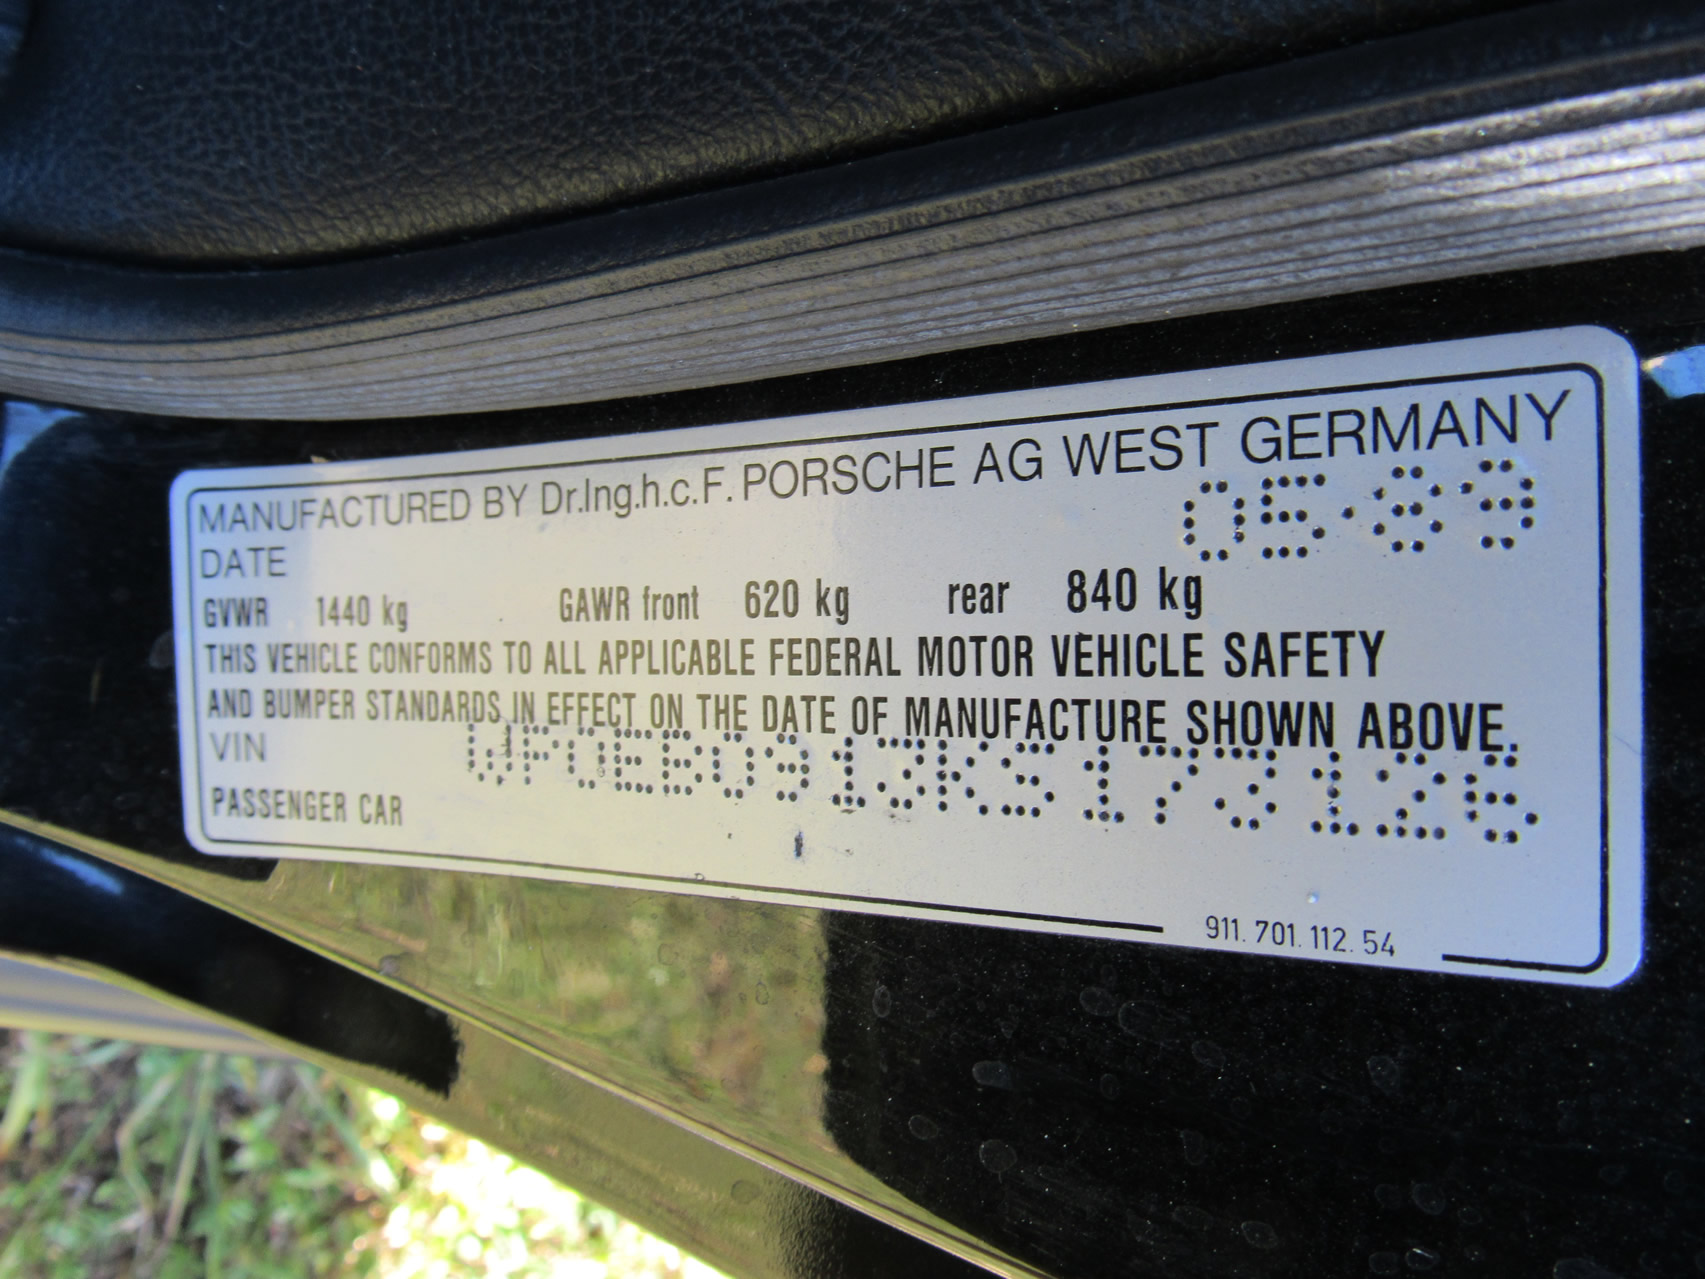 MANUFACTURED BY Dr.Ing.h.c.F. PORSCHE AG WEST GERMANY
DATE 05·89
GVWR 1440 kg GAWR front 620 kg rear 840 kg
THIS VEHICLE CONFORMS TO ALL APPLICABLE FEDERAL MOTOR VEHICLE SAFETY
AND BUMPER STANDARDS IN EFFECT ON THE DATE OF MANUFACTURE SHOWN ABOVE.
VIN WP0EB0913KS173126
PASSENGER CAR
911. 701. 112. 54